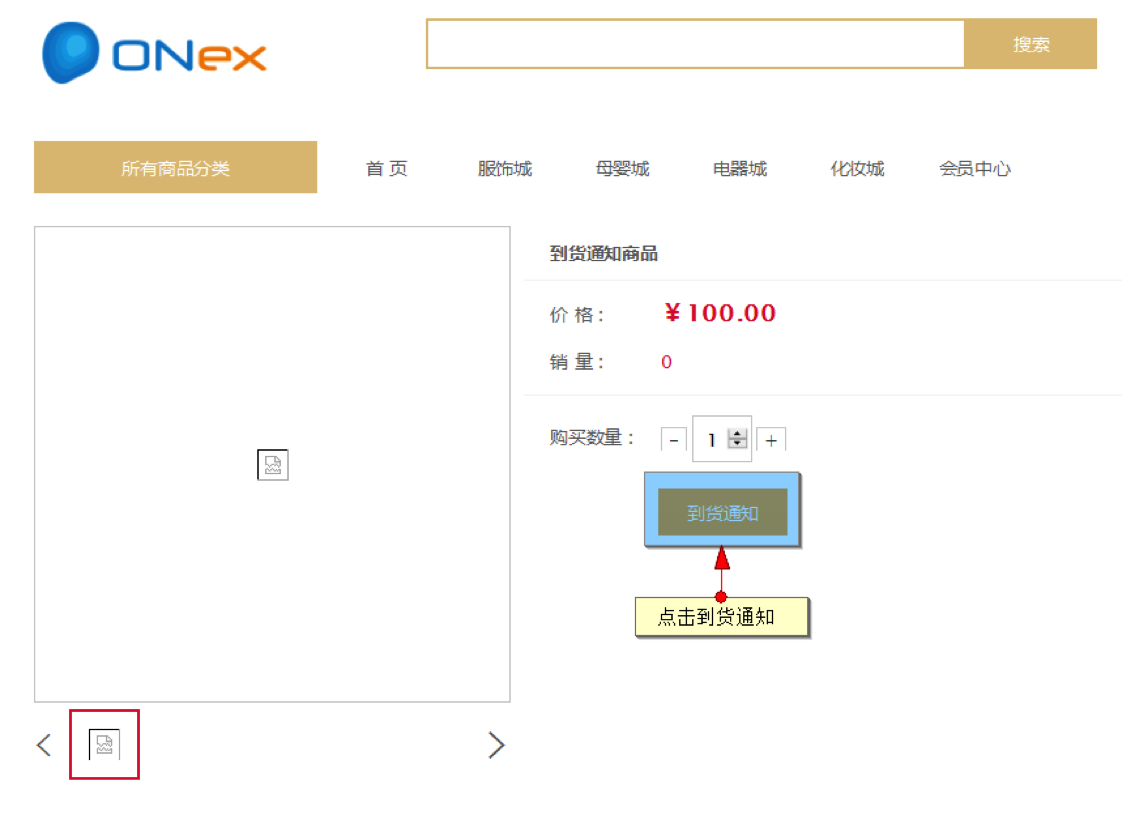 ONex
搜索
所有商品分类 首 页 服饰城 母婴城 电器城 化妆城 会员中心
到货通知商品
价 格： ¥ 100.00
销 量： 0
购买数量： - 1 +
到货通知
点击到货通知